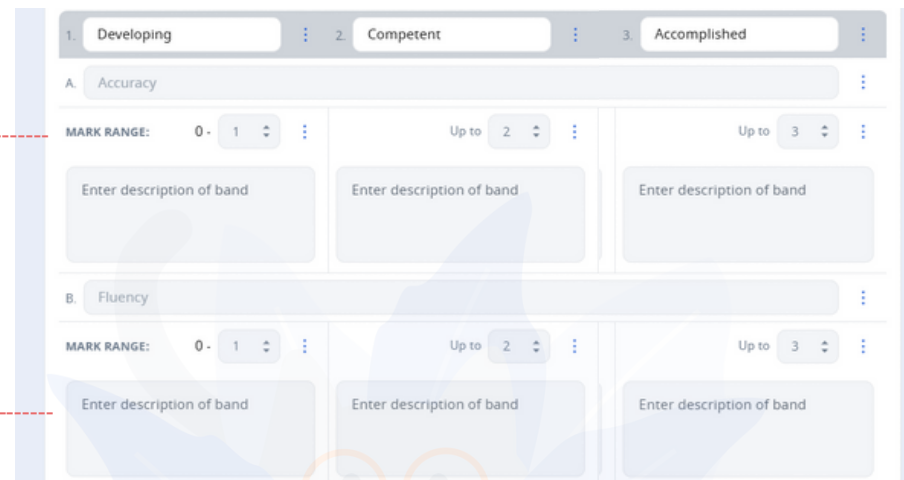 1. Developing 2. Competent 3. Accomplished
A. Accuracy
MARK RANGE: 0 - 1 Up to 2 Up to 3
Enter description of band Enter description of band Enter description of band
B. Fluency
MARK RANGE: 0 - 1 Up to 2 Up to 3
Enter description of band Enter description of band Enter description of band